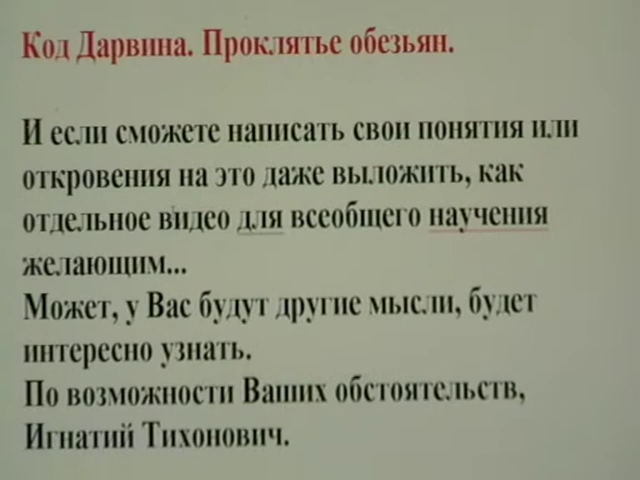 Код Дарвина. Проклятье обезьян.
И если сможете написать свои понятия или
откровения на это даже выложить, как
отдельное видео для всеобщего научения
желающим...
Может, у Вас будут другие мысли, будет
интересно узнать.
По возможности Ваших обстоятельств,
Игнатий Тихонович.